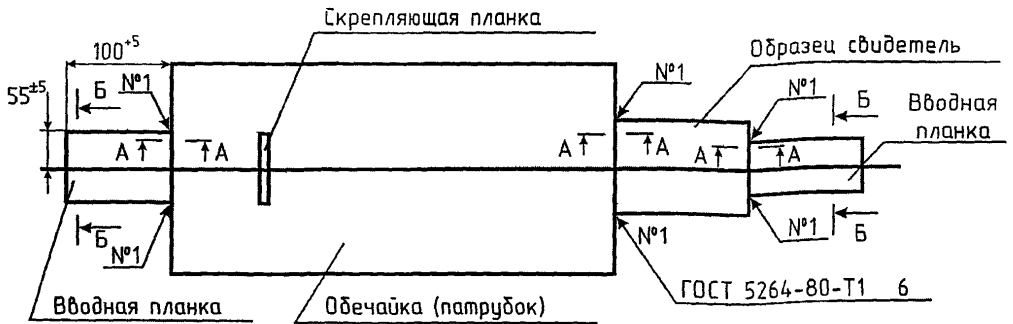 Скрепляющая планка
100⁺⁵
Образец свидетель
55±⁵
Б
№1
№1
№1
Б
Вводная
планка
А
А
А
А
А
А
Б
№1
№1
№1
Б
Вводная планка
Обечайка (патрубок)
ГОСТ 5264-80-Т1 6